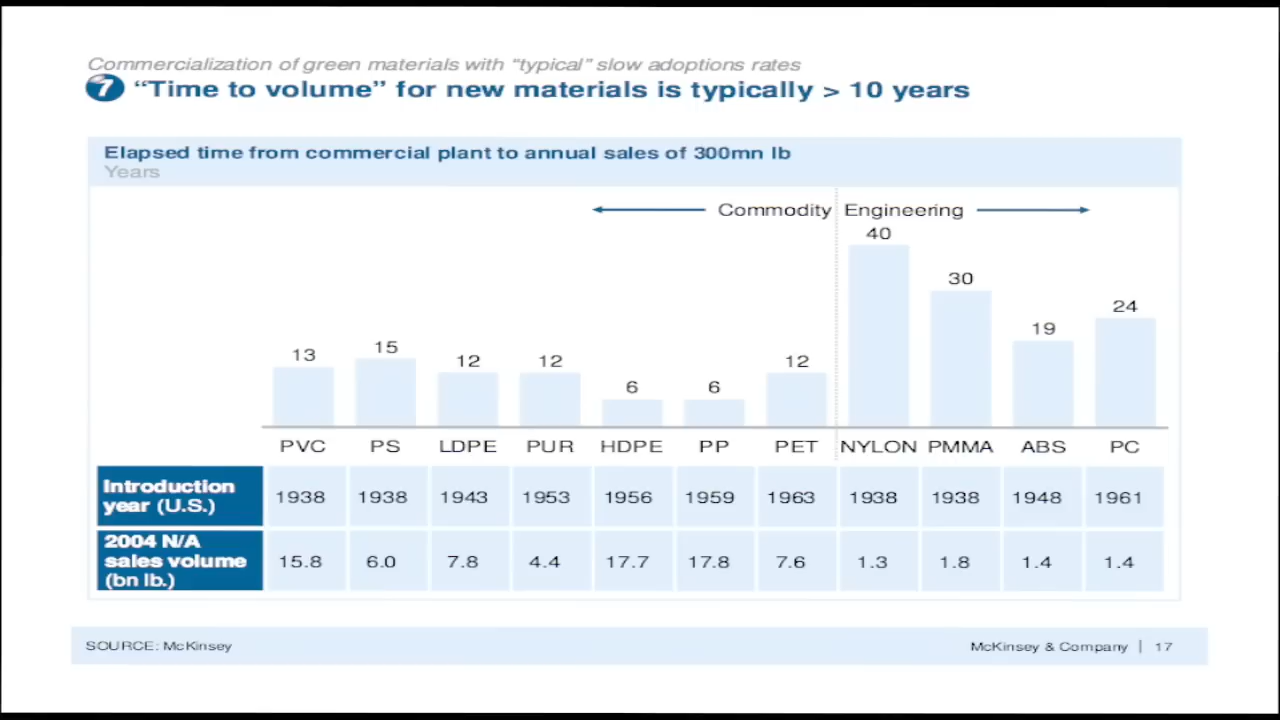 Commercialization of green materials with "typical" slow adoptions rates
7 "Time to volume" for new materials is typically > 10 years
Elapsed time from commercial plant to annual sales of 300mn lb
Years
Commodity Engineering
40
30
24
19
15
13
12 12 12
6 6
PVC PS LDPE PUR HDPE PP PET NYLON PMMA ABS PC
Introduction
year (U.S.)
1938 1938 1943 1953 1956 1959 1963 1938 1938 1948 1961
2004 N/A
sales volume
(bn lb.)
15.8 6.0 7.8 4.4 17.7 17.8 7.6 1.3 1.8 1.4 1.4
SOURCE: McKinsey
McKinsey & Company | 17